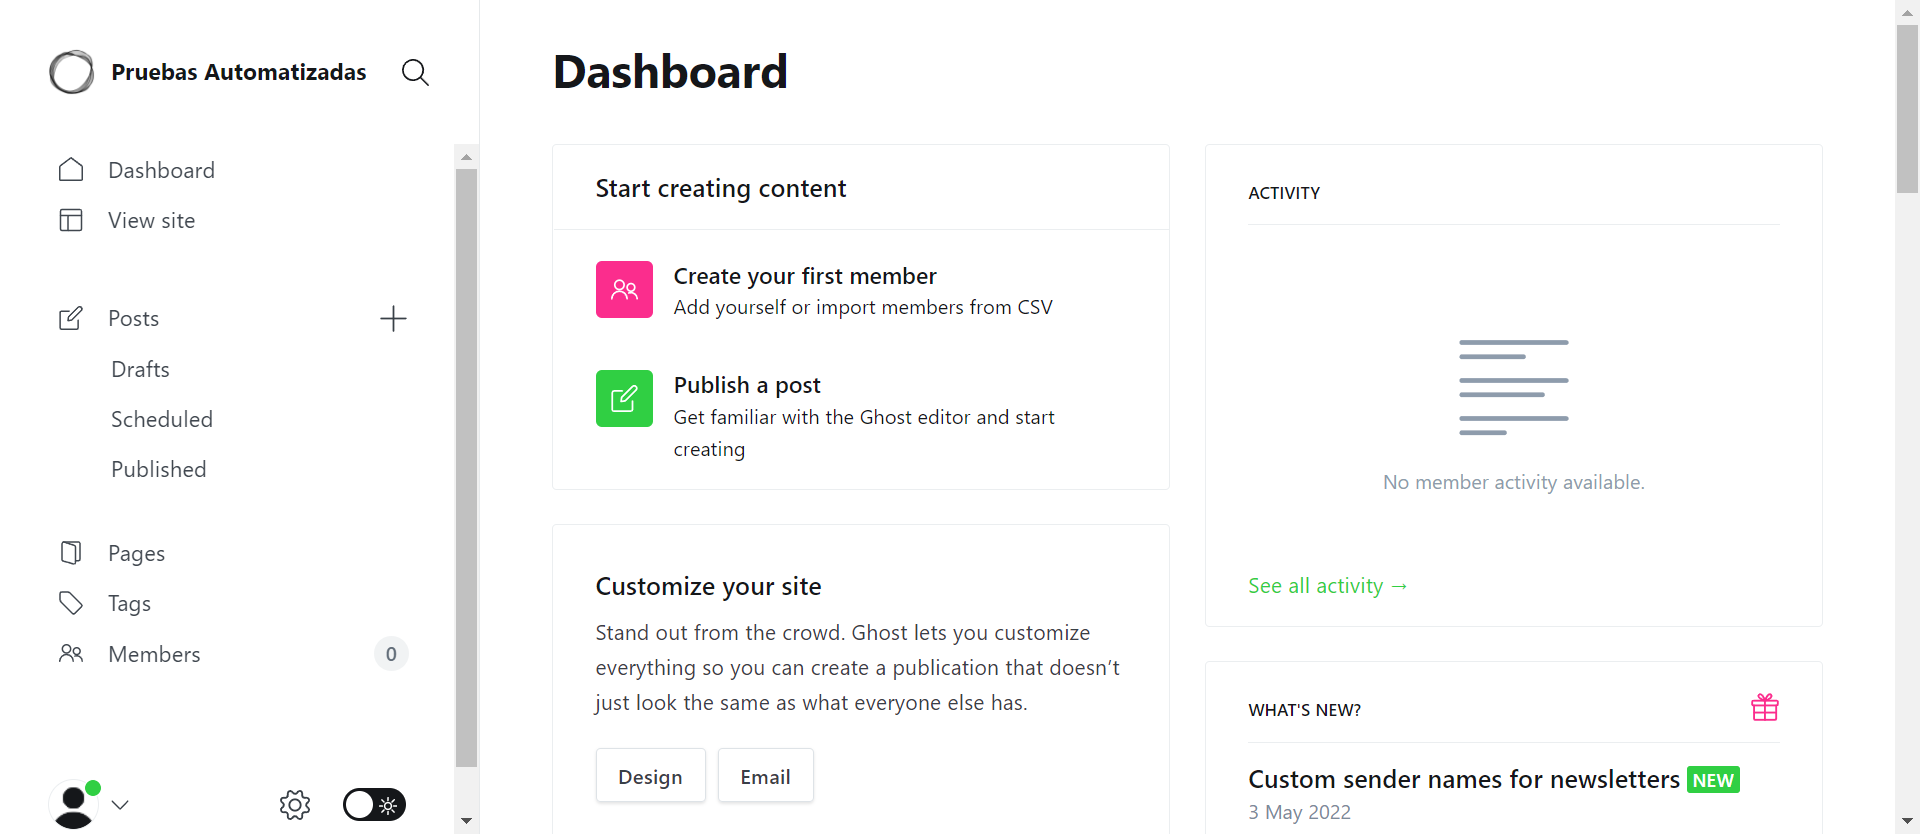 Pruebas Automatizadas
Dashboard
View site
Posts
Drafts
Scheduled
Published
Pages
Tags
Members
0
Dashboard
Start creating content
Create your first member
Add yourself or import members from CSV
Publish a post
Get familiar with the Ghost editor and start
creating
Customize your site
Stand out from the crowd. Ghost lets you customize
everything so you can create a publication that doesn’t
just look the same as what everyone else has.
Design
Email
ACTIVITY
No member activity available.
See all activity →
WHAT'S NEW?
Custom sender names for newsletters NEW
3 May 2022